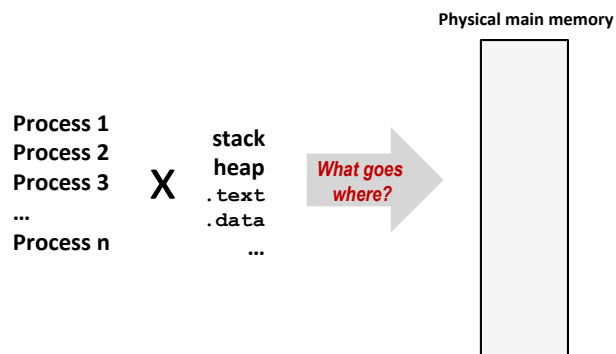 Physical main memory
Process 1
Process 2
Process 3
…
Process n
X
stack
heap
.text
.data
…
What goes
where?